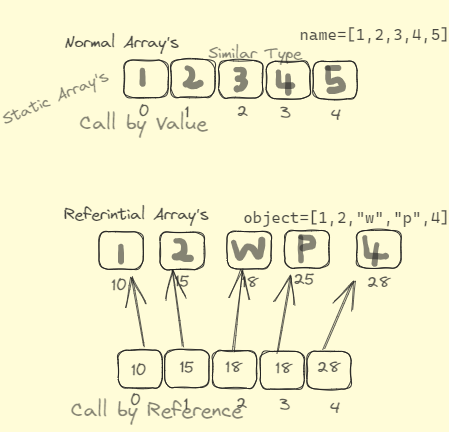 name=[1,2,3,4,5]
Normal Array's
Similar Type
Static Array's
1 2 3 4 5
0 1 2 3 4
Call by Value
Referintial Array's
object=[1,2,"w","p",4]
1 2 W P 4
10 15 18 25 28
10 15 18 18 28
0 1 2 3 4
Call by Reference